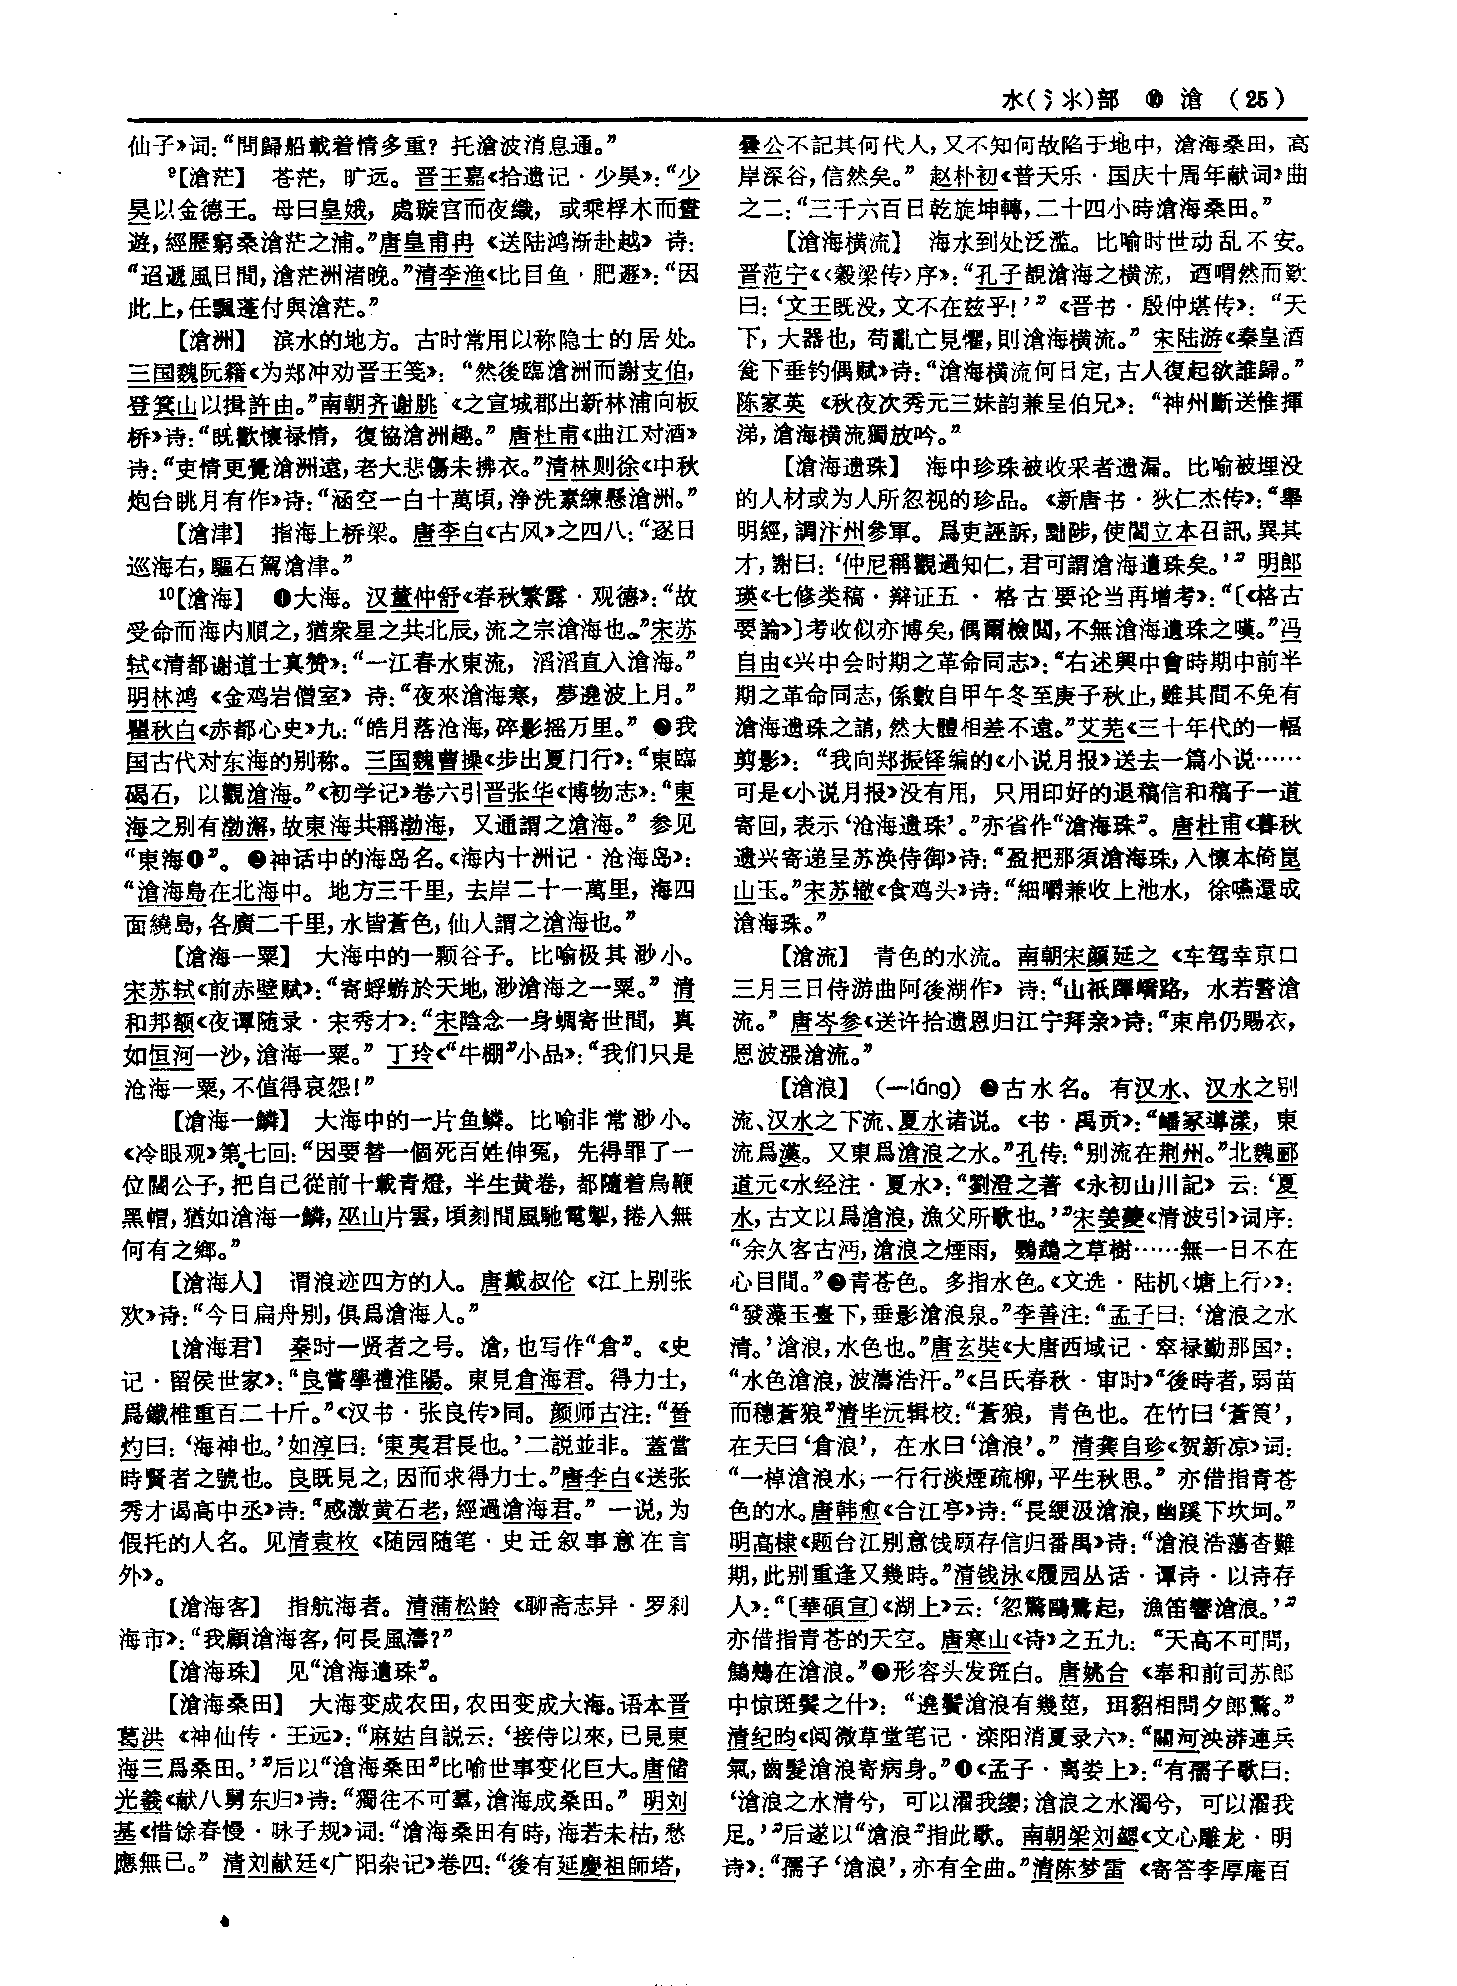 水(氵氺)部 ⑩ 滄 (25)
仙子》词：“問歸船載着情多重？托滄波消息通。”
⁹【滄茫】 苍茫，旷远。晋王嘉《拾遗记·少昊》：“少
昊以金德王。母曰皇娥，處璇宫而夜織，或乘桴木而晝
遊，經歷窮桑滄茫之浦。”唐皇甫冉《送陆鸿渐赴越》诗：
“迢遞風日間，滄茫洲渚晚。”清李渔《比目鱼·肥遯》：“因
此上，任飄蓬付與滄茫。”
【滄洲】 滨水的地方。古时常用以称隐士的居处。
三国魏阮籍《为郑冲劝晋王笺》：“然後臨滄洲而謝支伯，
登箕山以揖許由。”南朝齐谢朓《之宣城郡出新林浦向板
桥》诗：“既歡懷禄情，復協滄洲趣。”唐杜甫《曲江对酒》
诗：“吏情更覺滄洲遠，老大悲傷未拂衣。”清林则徐《中秋
炮台眺月有作》诗：“涵空一白十萬頃，浄洗素練懸滄洲。”
【滄津】 指海上桥梁。唐李白《古风》之四八：“逐日
巡海右，驅石駕滄津。”
¹⁰【滄海】 ❶大海。汉董仲舒《春秋繁露·观德》：“故
受命而海内順之，猶衆星之共北辰，流之宗滄海也。”宋苏
轼《清都谢道士真赞》：“一江春水東流，滔滔直入滄海。”
明林鸿《金鸡岩僧室》诗：“夜來滄海寒，夢遶波上月。”
瞿秋白《赤都心史》九：“皓月落沧海，碎影摇万里。”❷我
国古代对东海的别称。三国魏曹操《步出夏门行》：“東臨
碣石，以觀滄海。”《初学记》卷六引晋张华《博物志》：“東
海之别有渤澥，故東海共稱渤海，又通謂之滄海。”参见
“東海❶”。❸神话中的海岛名。《海内十洲记·沧海岛》：
“滄海島在北海中。地方三千里，去岸二十一萬里，海四
面繞島，各廣二千里，水皆蒼色，仙人謂之滄海也。”
【滄海一粟】 大海中的一颗谷子。比喻极其渺小。
宋苏轼《前赤壁赋》：“寄蜉蝣於天地，渺滄海之一粟。”清
和邦额《夜谭随录·宋秀才》：“宋陰念一身蜩寄世間，真
如恒河一沙，滄海一粟。”丁玲《“牛棚”小品》：“我们只是
沧海一粟，不值得哀怨！”
【滄海一鱗】 大海中的一片鱼鳞。比喻非常渺小。
《冷眼观》第七回：“因要替一個死百姓伸冤，先得罪了一
位闊公子，把自己從前十載青燈，半生黄卷，都隨着烏鞭
黑帽，猶如滄海一鱗，巫山片雲，頃刻間風馳電掣，捲入無
何有之鄉。”
【滄海人】 谓浪迹四方的人。唐戴叔伦《江上别张
欢》诗：“今日扁舟别，俱爲滄海人。”
【滄海君】 秦时一贤者之号。滄，也写作“倉”。《史
记·留侯世家》：“良嘗學禮淮陽。東見倉海君。得力士，
爲鐵椎重百二十斤。”《汉书·张良传》同。颜师古注：“晉
灼曰：‘海神也。’如淳曰：‘東夷君長也。’二説並非。蓋當
時賢者之號也。良既見之，因而求得力士。”唐李白《送张
秀才谒高中丞》诗：“感激黄石老，經過滄海君。”一说，为
假托的人名。见清袁枚《随园随笔·史迁叙事意在言
外》。
【滄海客】 指航海者。清蒲松龄《聊斋志异·罗刹
海市》：“我顧滄海客，何畏風濤？”
【滄海珠】 见“滄海遺珠”。
【滄海桑田】 大海变成农田，农田变成大海。语本晋
葛洪《神仙传·王远》：“麻姑自説云：‘接侍以來，已見東
海三爲桑田。’”后以“滄海桑田”比喻世事变化巨大。唐储
光羲《献八舅东归》诗：“獨往不可羣，滄海成桑田。”明刘
基《惜馀春慢·咏子规》词：“滄海桑田有時，海若未枯，愁
應無已。”清刘献廷《广阳杂记》卷四：“後有延慶祖師塔，
曇公不記其何代人，又不知何故陷于地中，滄海桑田，高
岸深谷，信然矣。”赵朴初《普天乐·国庆十周年献词》曲
之二：“三千六百日乾旋坤轉，二十四小時滄海桑田。”
【滄海横流】 海水到处泛滥。比喻时世动乱不安。
晋范宁《〈穀梁传〉序》：“孔子覩滄海之横流，迺喟然而歎
曰：‘文王既没，文不在兹乎！’”《晋书·殷仲堪传》：“天
下，大器也，苟亂亡見懼，則滄海横流。”宋陆游《秦皇酒
瓮下垂钓偶赋》诗：“滄海横流何日定，古人復起欲誰歸。”
陈家英《秋夜次秀元三妹韵兼呈伯兄》：“神州斷送惟揮
涕，滄海横流獨放吟。”
【滄海遗珠】 海中珍珠被收采者遗漏。比喻被埋没
的人材或为人所忽视的珍品。《新唐书·狄仁杰传》：“舉
明經，調汴州參軍。爲吏誣訴，黜陟，使閻立本召訊，異其
才，謝曰：‘仲尼稱觀過知仁，君可謂滄海遺珠矣。’”明郎
瑛《七修类稿·辩证五·格古要论当再增考》：“〔《格古
要論》〕考收似亦博矣，偶爾檢閲，不無滄海遺珠之嘆。”冯
自由《兴中会时期之革命同志》：“右述興中會時期中前半
期之革命同志，係數自甲午冬至庚子秋止，雖其間不免有
滄海遗珠之誚，然大體相差不遠。”艾芜《三十年代的一幅
剪影》：“我向郑振铎编的《小说月报》送去一篇小说……
可是《小说月报》没有用，只用印好的退稿信和稿子一道
寄回，表示‘沧海遗珠’。”亦省作“滄海珠”。唐杜甫《暮秋
遗兴寄递呈苏涣侍御》诗：“盈把那須滄海珠，入懷本倚崑
山玉。”宋苏辙《食鸡头》诗：“細嚼兼收上池水，徐嚥還成
滄海珠。”
【滄流】 青色的水流。南朝宋颜延之《车驾幸京口
三月三日侍游曲阿後湖作》诗：“山祇蹕嶠路，水若警滄
流。”唐岑参《送许拾遗恩归江宁拜亲》诗：“束帛仍賜衣，
恩波漲滄流。”
【滄浪】 （—láng）❶古水名。有汉水、汉水之别
流、汉水之下流、夏水诸说。《书·禹贡》：“嶓冢導漾，東
流爲漢。又東爲滄浪之水。”孔传：“别流在荆州。”北魏郦
道元《水经注·夏水》：“劉澄之著《永初山川記》云：‘夏
水，古文以爲滄浪，漁父所歌也。’”宋姜夔《清波引》词序：
“余久客古沔，滄浪之煙雨，鸚鵡之草樹……無一日不在
心目間。”❷青苍色。多指水色。《文选·陆机〈塘上行〉》：
“發藻玉臺下，垂影滄浪泉。”李善注：“孟子曰：‘滄浪之水
清。’滄浪，水色也。”唐玄奘《大唐西域记·窣禄勤那国》：
“水色滄浪，波濤浩汗。”《吕氏春秋·审时》“後時者，弱苗
而穗蒼狼”清毕沅辑校：“蒼狼，青色也。在竹曰‘蒼筤’，
在天曰‘倉浪’，在水曰‘滄浪’。”清龚自珍《贺新凉》词：
“一棹滄浪水，一行行淡煙疏柳，平生秋思。”亦借指青苍
色的水。唐韩愈《合江亭》诗：“長綆汲滄浪，幽蹊下坎坷。”
明高棅《题台江别意饯顾存信归番禺》诗：“滄浪浩蕩杳難
期，此别重逢又幾時。”清钱泳《履园丛话·谭诗·以诗存
人》：“〔華碩宣〕《湖上》云：‘忽驚鷗鷺起，漁笛響滄浪。’”
亦借指青苍的天空。唐寒山《诗》之五九：“天高不可問，
鷦鷯在滄浪。”❸形容头发斑白。唐姚合《奉和前司苏郎
中惊斑鬓之什》：“遶鬢滄浪有幾莖，珥貂相問夕郎驚。”
清纪昀《阅微草堂笔记·滦阳消夏录六》：“關河泱漭連兵
氣，齒髮滄浪寄病身。”❹《孟子·离娄上》：“有孺子歌曰：
‘滄浪之水清兮，可以濯我纓；滄浪之水濁兮，可以濯我
足。’”后遂以“滄浪”指此歌。南朝梁刘勰《文心雕龙·明
诗》：“孺子‘滄浪’，亦有全曲。”清陈梦雷《寄答李厚庵百